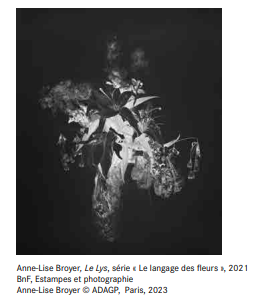 Anne-Lise Broyer, Le Lys, série « Le langage des fleurs », 2021
BnF, Estampes et photographie
Anne-Lise Broyer © ADAGP, Paris, 2023